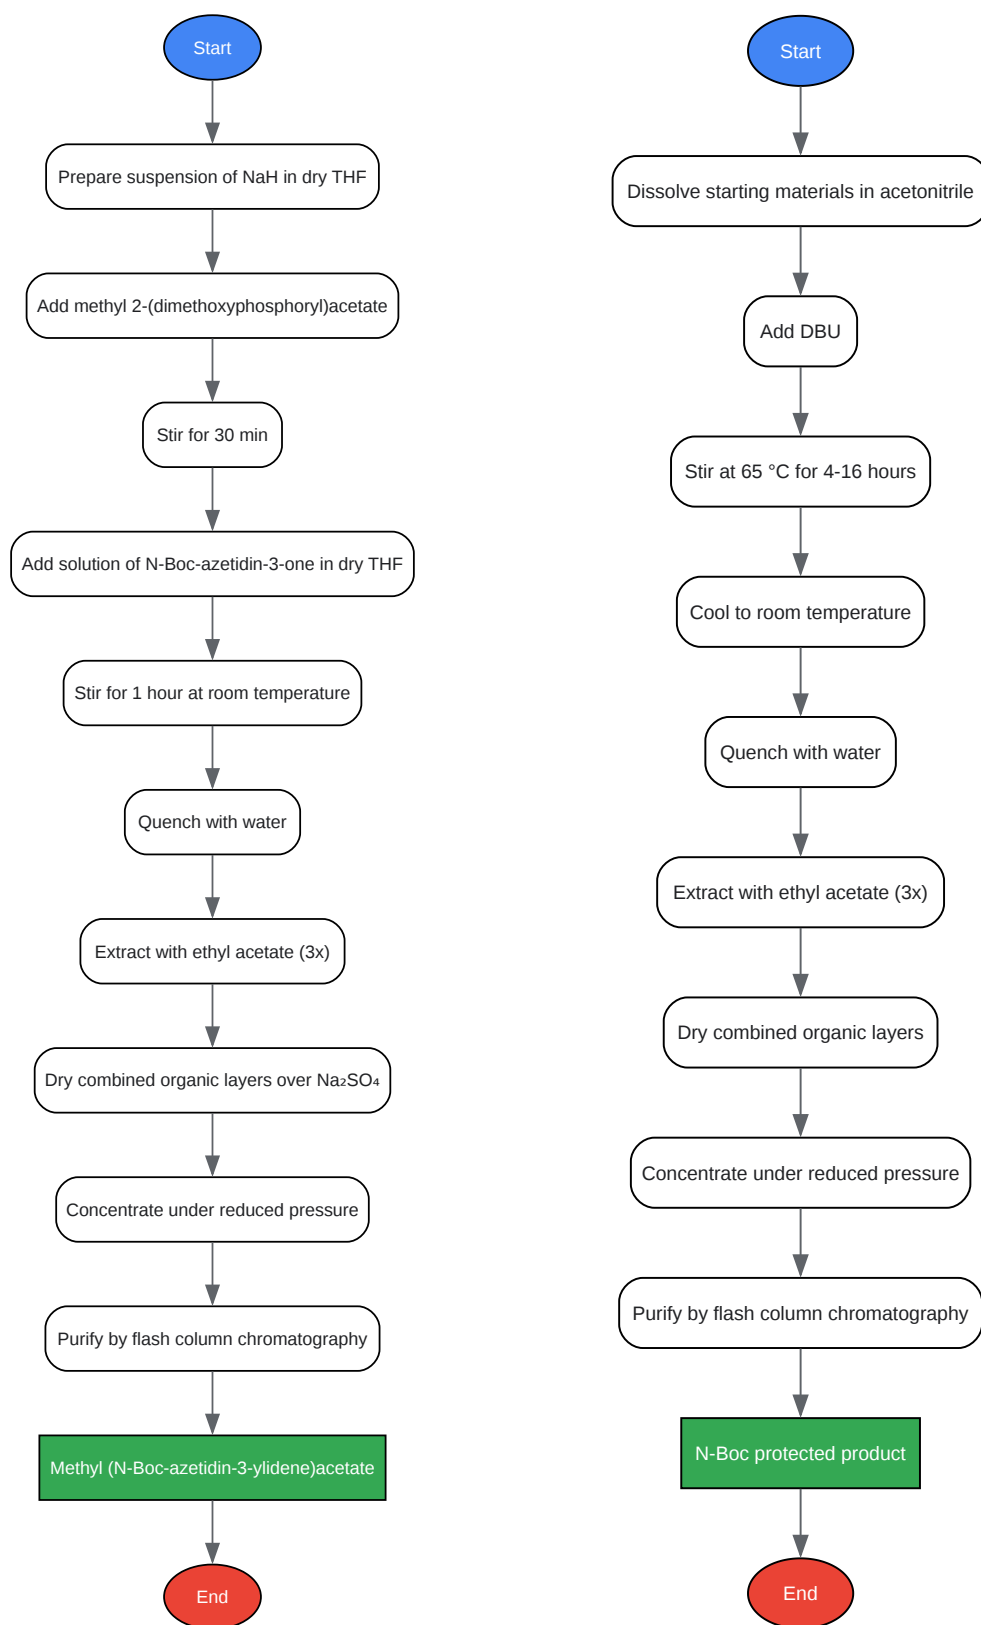 Start
Prepare suspension of NaH in dry THF
Add methyl 2-(dimethoxyphosphoryl)acetate
Stir for 30 min
Add solution of N-Boc-azetidin-3-one in dry THF
Stir for 1 hour at room temperature
Quench with water
Extract with ethyl acetate (3x)
Dry combined organic layers over Na₂SO₄
Concentrate under reduced pressure
Purify by flash column chromatography
Methyl (N-Boc-azetidin-3-ylidene)acetate
End
Start
Dissolve starting materials in acetonitrile
Add DBU
Stir at 65 °C for 4-16 hours
Cool to room temperature
Quench with water
Extract with ethyl acetate (3x)
Dry combined organic layers
Concentrate under reduced pressure
Purify by flash column chromatography
N-Boc protected product
End